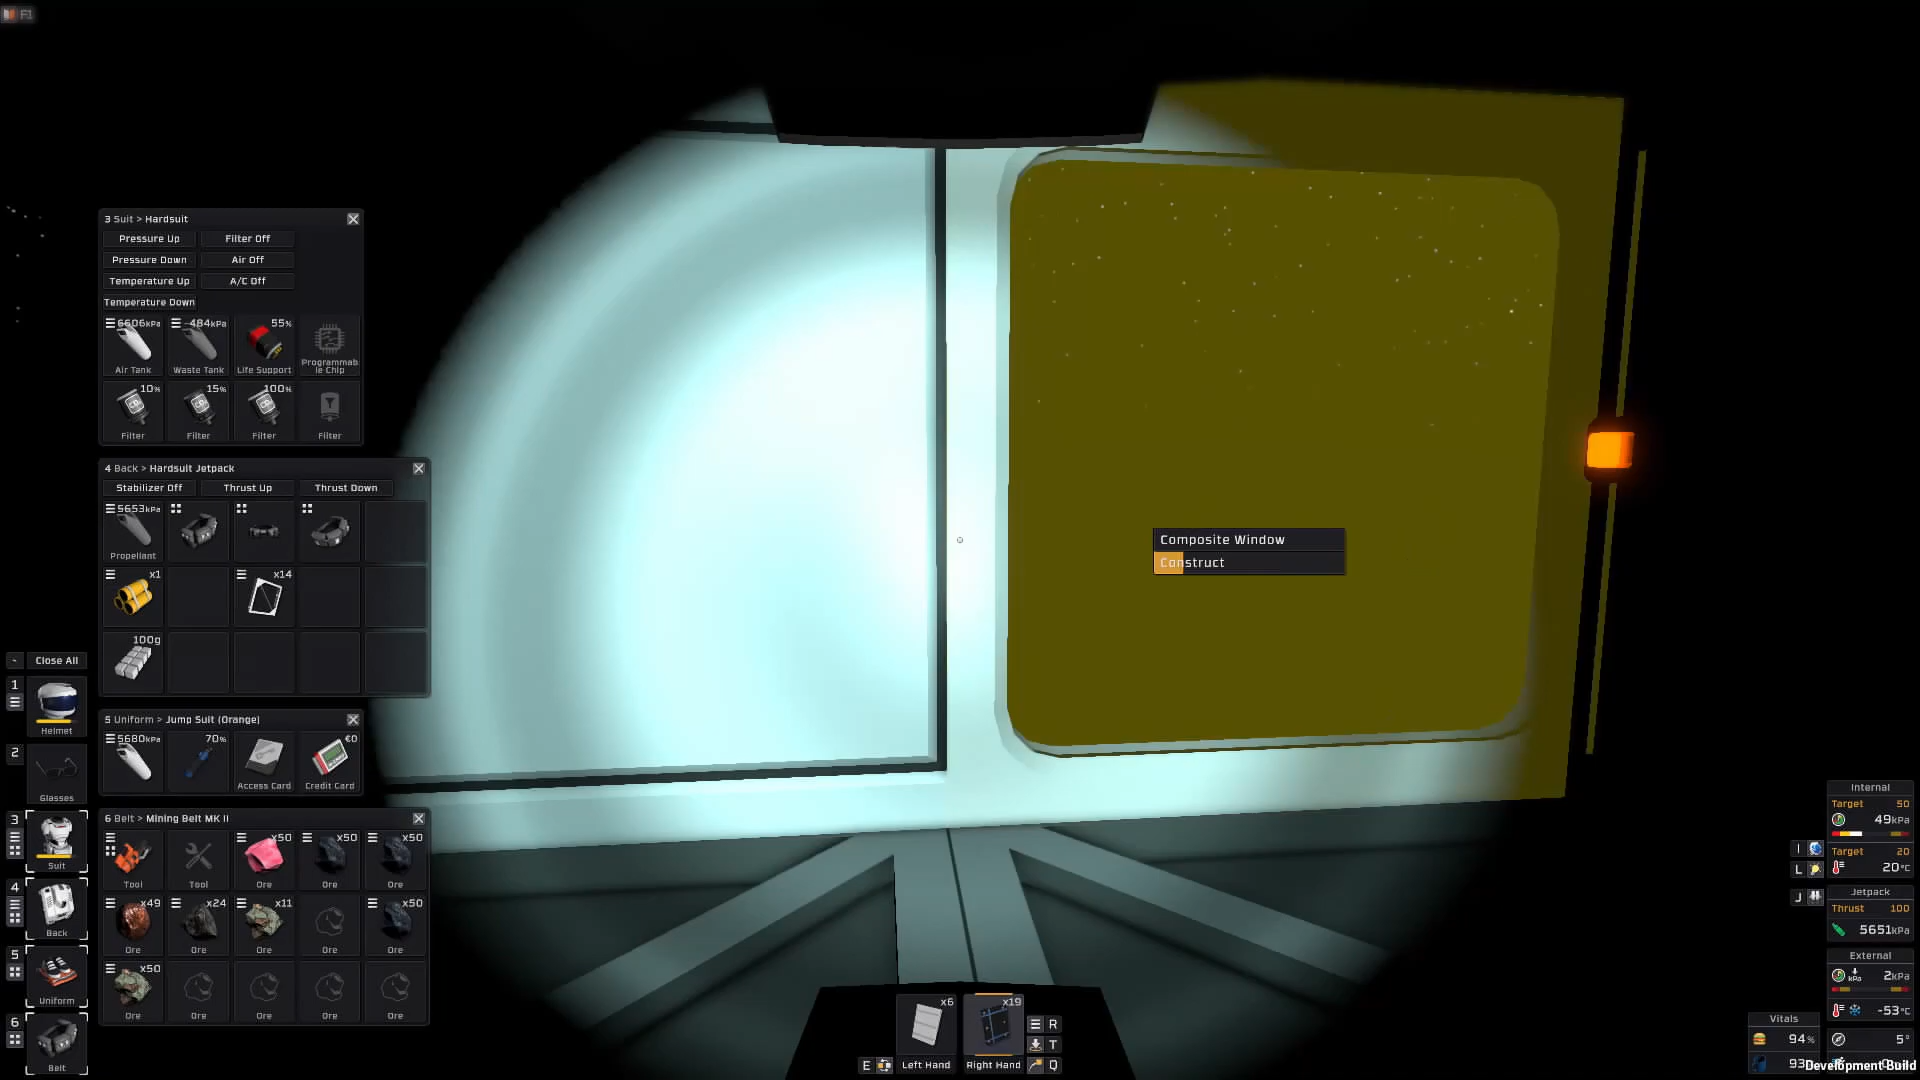 F1
3 Suit > Hardsuit
Pressure Up
Filter Off
Pressure Down
Air Off
Temperature Up
A/C Off
Temperature Down
6606kPa
-484kPa
55%
Air Tank
Waste Tank
Life Support
Programmab
le Chip
10%
15%
100%
Filter
Filter
Filter
Filter
4 Back > Hardsuit Jetpack
Stabilizer Off
Thrust Up
Thrust Down
5653kPa
Propellant
x1
x14
100g
5 Uniform > Jump Suit (Orange)
5680kPa
70%
€0
Access Card
Credit Card
6 Belt > Mining Belt MK II
x50
x50
x50
Tool
Tool
Ore
Ore
Ore
x49
x24
x11
x50
Ore
Ore
Ore
Ore
Ore
x50
Ore
Ore
Ore
Ore
Ore
~
Close All
1
Helmet
2
Glasses
3
Suit
4
Back
5
Uniform
6
Belt
Composite Window
Construct
x6
x19
R
T
E
Left Hand
Right Hand
Q
Internal
Target 50
49kPa
I
Target 20
L
20°C
Jetpack
J
Thrust 100
5651kPa
External
kPa
2kPa
-53°C
Vitals
94%
5°
Development Build